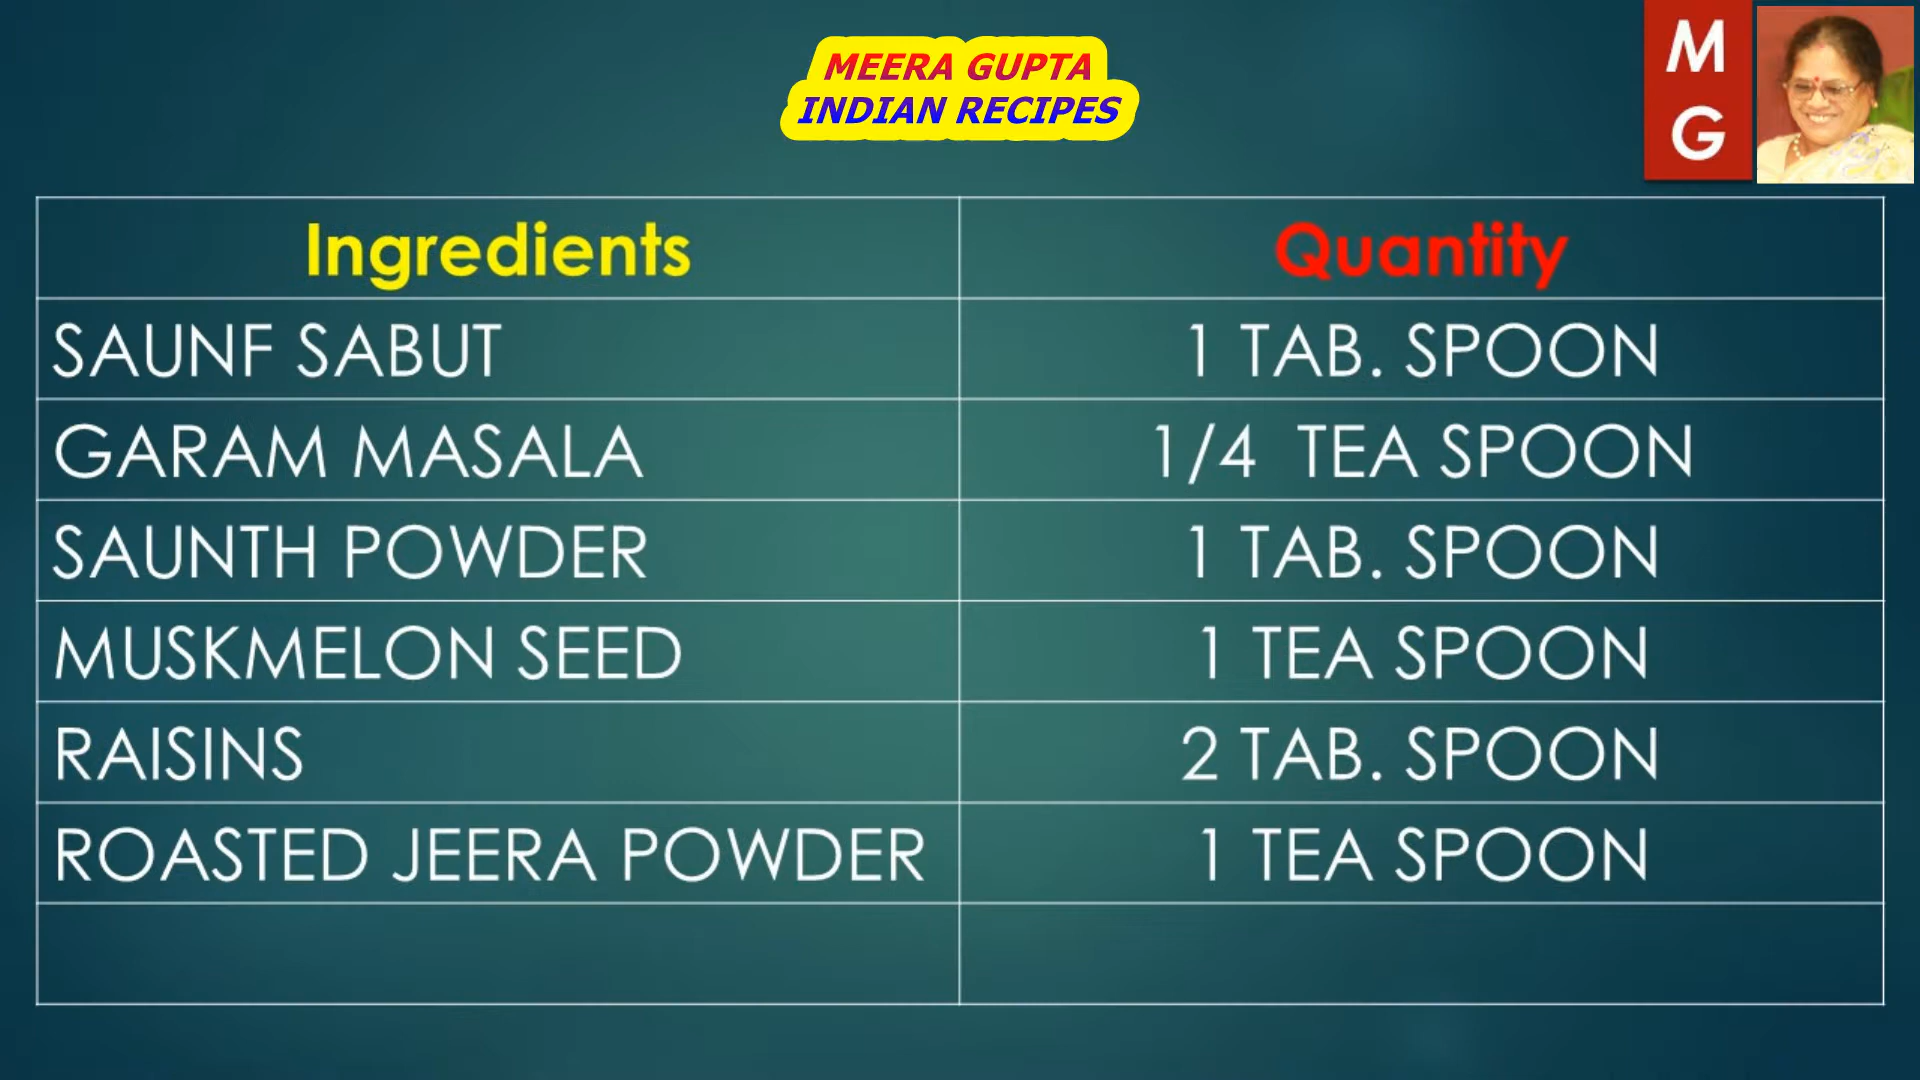 MEERA GUPTA
INDIAN RECIPES
M
G
Ingredients Quantity
SAUNF SABUT 1 TAB. SPOON
GARAM MASALA 1/4 TEA SPOON
SAUNTH POWDER 1 TAB. SPOON
MUSKMELON SEED 1 TEA SPOON
RAISINS 2 TAB. SPOON
ROASTED JEERA POWDER 1 TEA SPOON